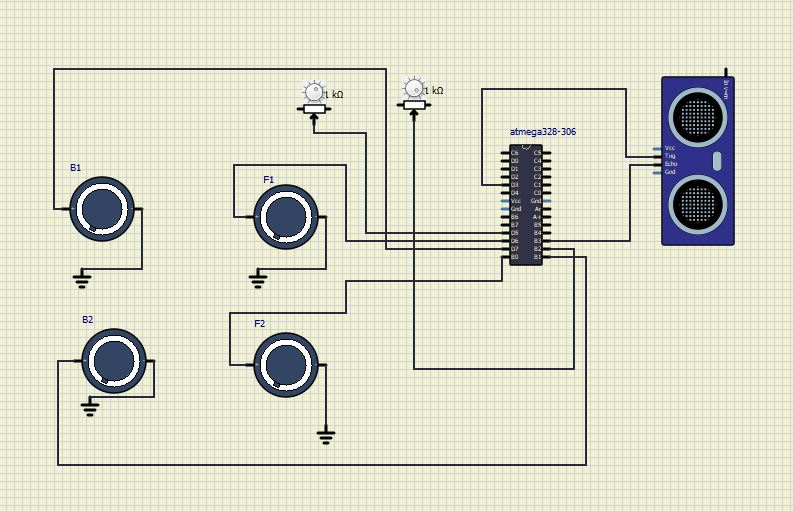 1 kΩ
1 kΩ
atmega328-306
B1
F1
C6
D0
D1
D2
D3
D4
Vcc
Gnd
B6
B7
D5
D6
D7
B0
C5
C4
C3
C2
C1
C0
Gnd
Ar
A+
B5
B4
B3
B2
B1
Vcc
Trig
Echo
Gnd
B2
F2